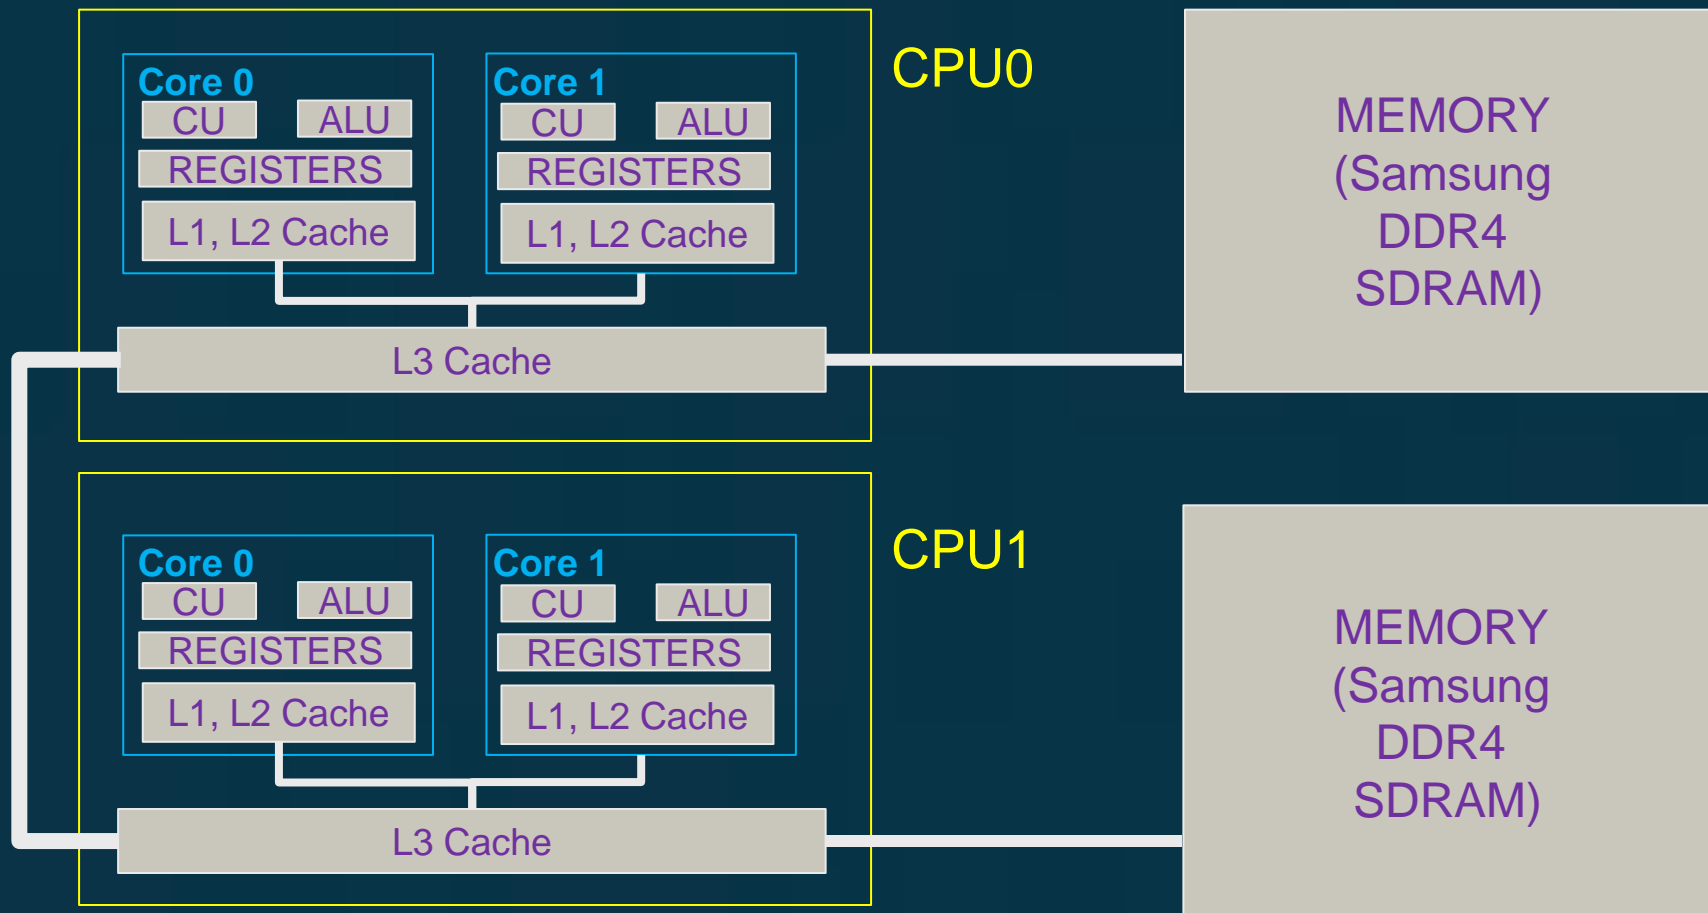 CPU0
Core 0
CU
ALU
REGISTERS
L1, L2 Cache
Core 1
CU
ALU
REGISTERS
L1, L2 Cache
L3 Cache
MEMORY
(Samsung
DDR4
SDRAM)
CPU1
Core 0
CU
ALU
REGISTERS
L1, L2 Cache
Core 1
CU
ALU
REGISTERS
L1, L2 Cache
L3 Cache
MEMORY
(Samsung
DDR4
SDRAM)